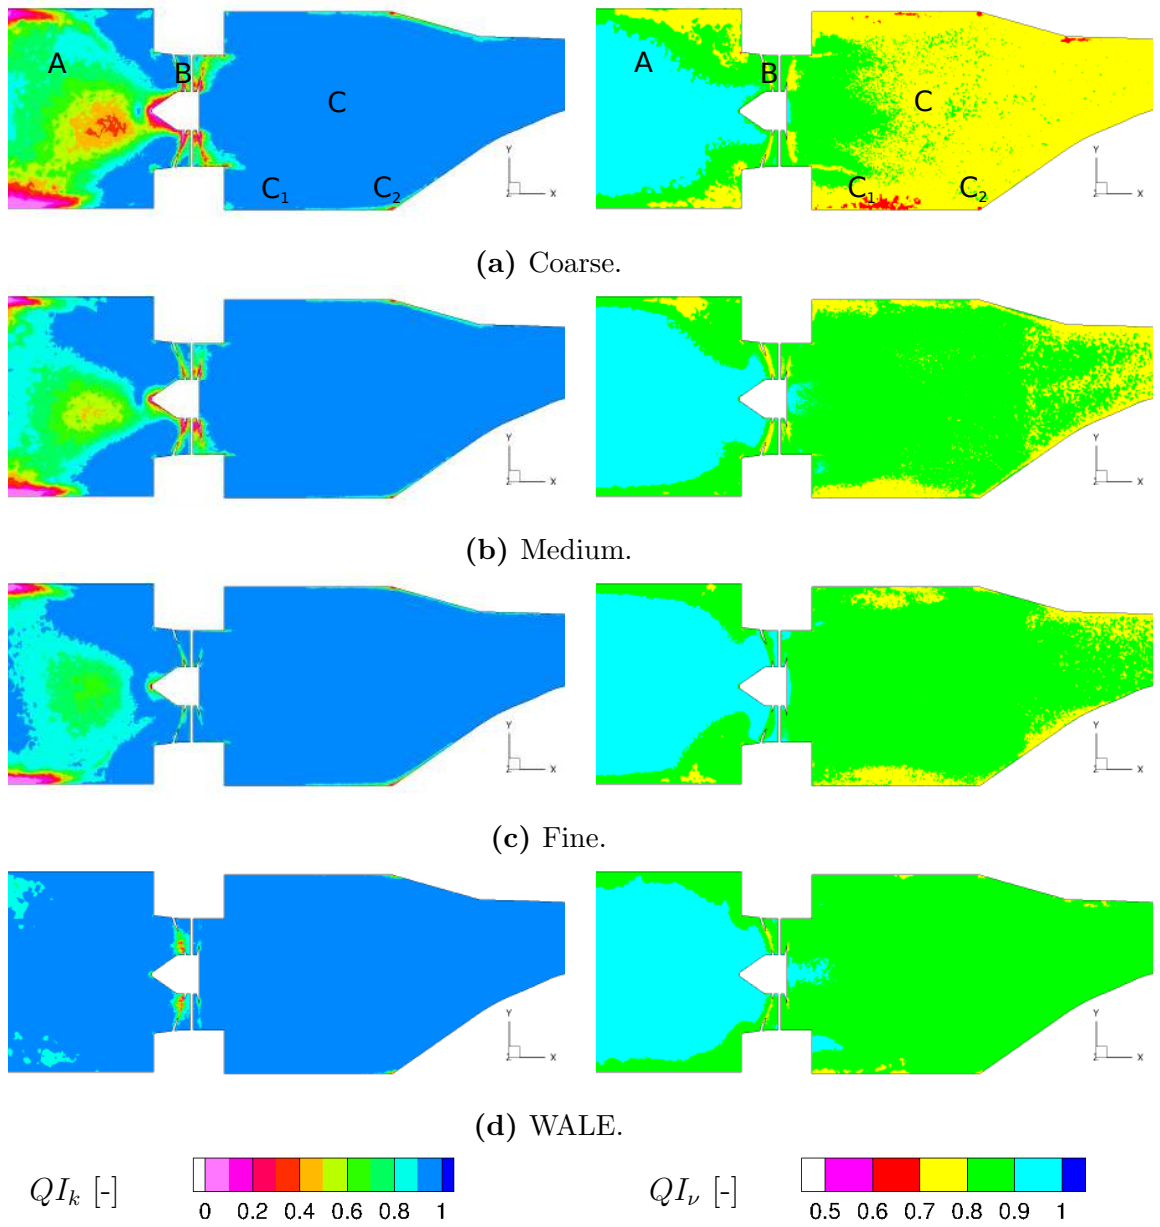 A B C C₁ C₂ Y Z X
A B C C₁ C₂ Y Z X
(a) Coarse.
Y Z X
Y Z X
(b) Medium.
Y Z X
Y Z X
(c) Fine.
Y Z X
Y Z X
(d) WALE.
QIₖ [-]
0 0.2 0.4 0.6 0.8 1
QI_ν [-]
0.5 0.6 0.7 0.8 0.9 1